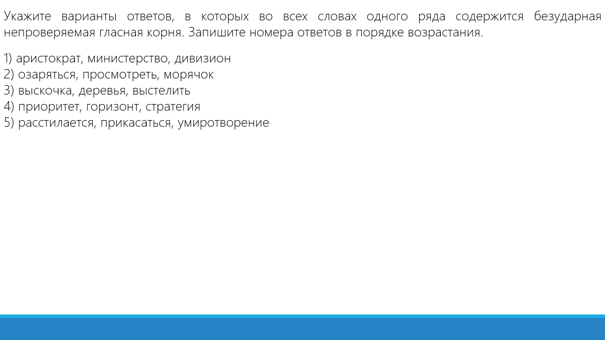 Укажите варианты ответов, в которых во всех словах одного ряда содержится безударная
непроверяемая гласная корня. Запишите номера ответов в порядке возрастания.
1) аристократ, министерство, дивизион
2) озаряться, просмотреть, морячок
3) выскочка, деревья, выстелить
4) приоритет, горизонт, стратегия
5) расстилается, прикасаться, умиротворение